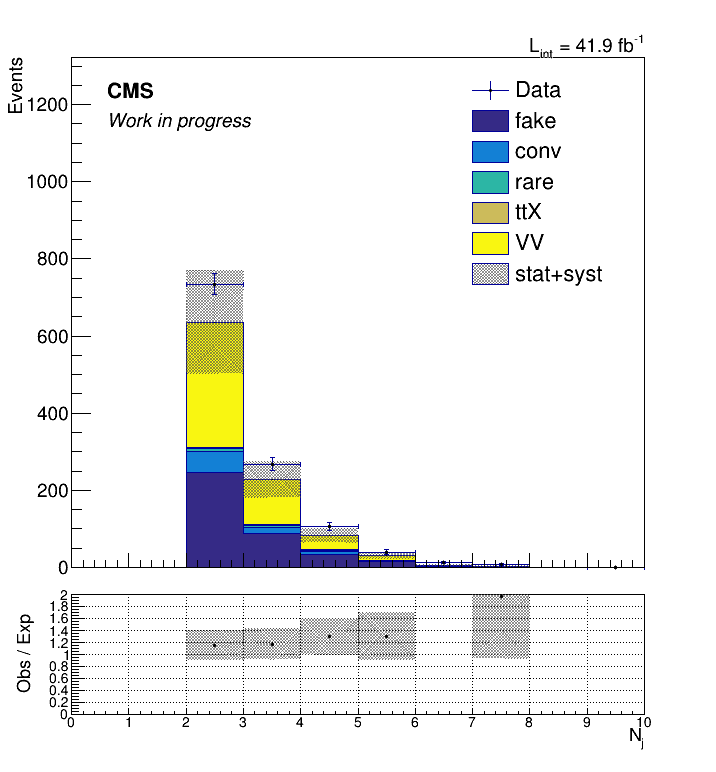 L_int = 41.9 fb^-1
Events
CMS
Work in progress
Data
fake
conv
rare
ttX
VV
stat+syst
1200
1000
800
600
400
200
0
Obs / Exp
2
1.8
1.6
1.4
1.2
1
0.8
0.6
0.4
0.2
0
0 1 2 3 4 5 6 7 8 9 10
N_j